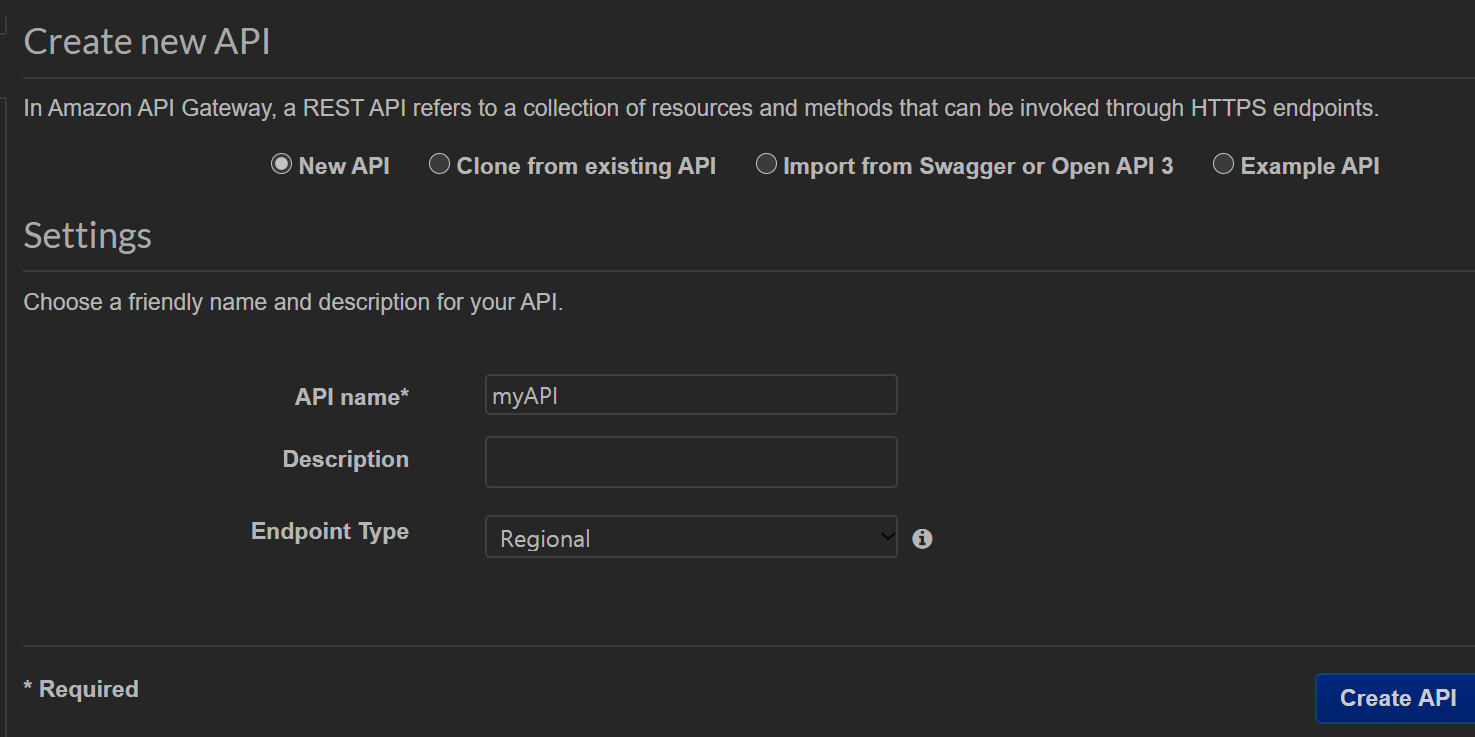 Create new API
In Amazon API Gateway, a REST API refers to a collection of resources and methods that can be invoked through HTTPS endpoints.
New API Clone from existing API Import from Swagger or Open API 3 Example API
Settings
Choose a friendly name and description for your API.
API name* myAPI
Description
Endpoint Type Regional
* Required
Create API